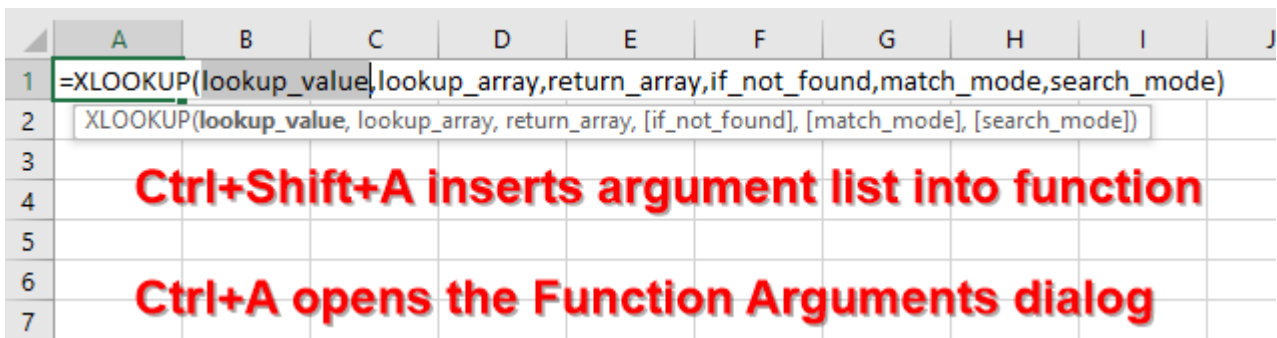 A B C D E F G H I J
1 =XLOOKUP(lookup_value,lookup_array,return_array,if_not_found,match_mode,search_mode)
2 XLOOKUP(lookup_value, lookup_array, return_array, [if_not_found], [match_mode], [search_mode])
3
Ctrl+Shift+A inserts argument list into function
4
5
6
Ctrl+A opens the Function Arguments dialog
7